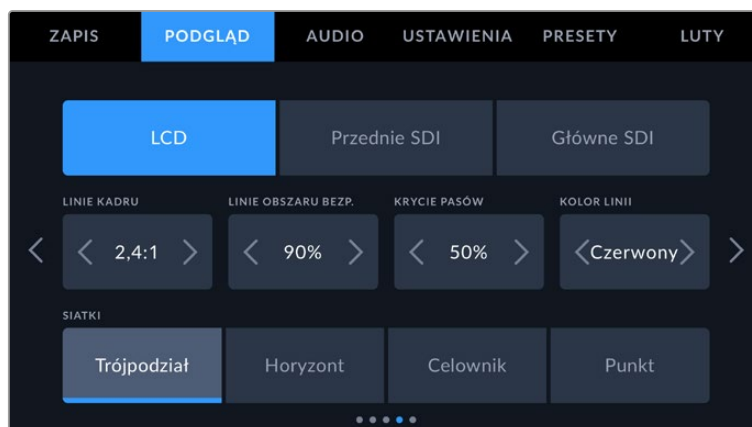 ZAPIS PODGLĄD AUDIO USTAWIENIA PRESETY LUTY
LCD Przednie SDI Główne SDI
LINIE KADRU LINIE OBSZARU BEZP. KRYCIE PASÓW KOLOR LINII
2,4:1 90% 50% Czerwony
SIATKI
Trójpodział Horyzont Celownik Punkt